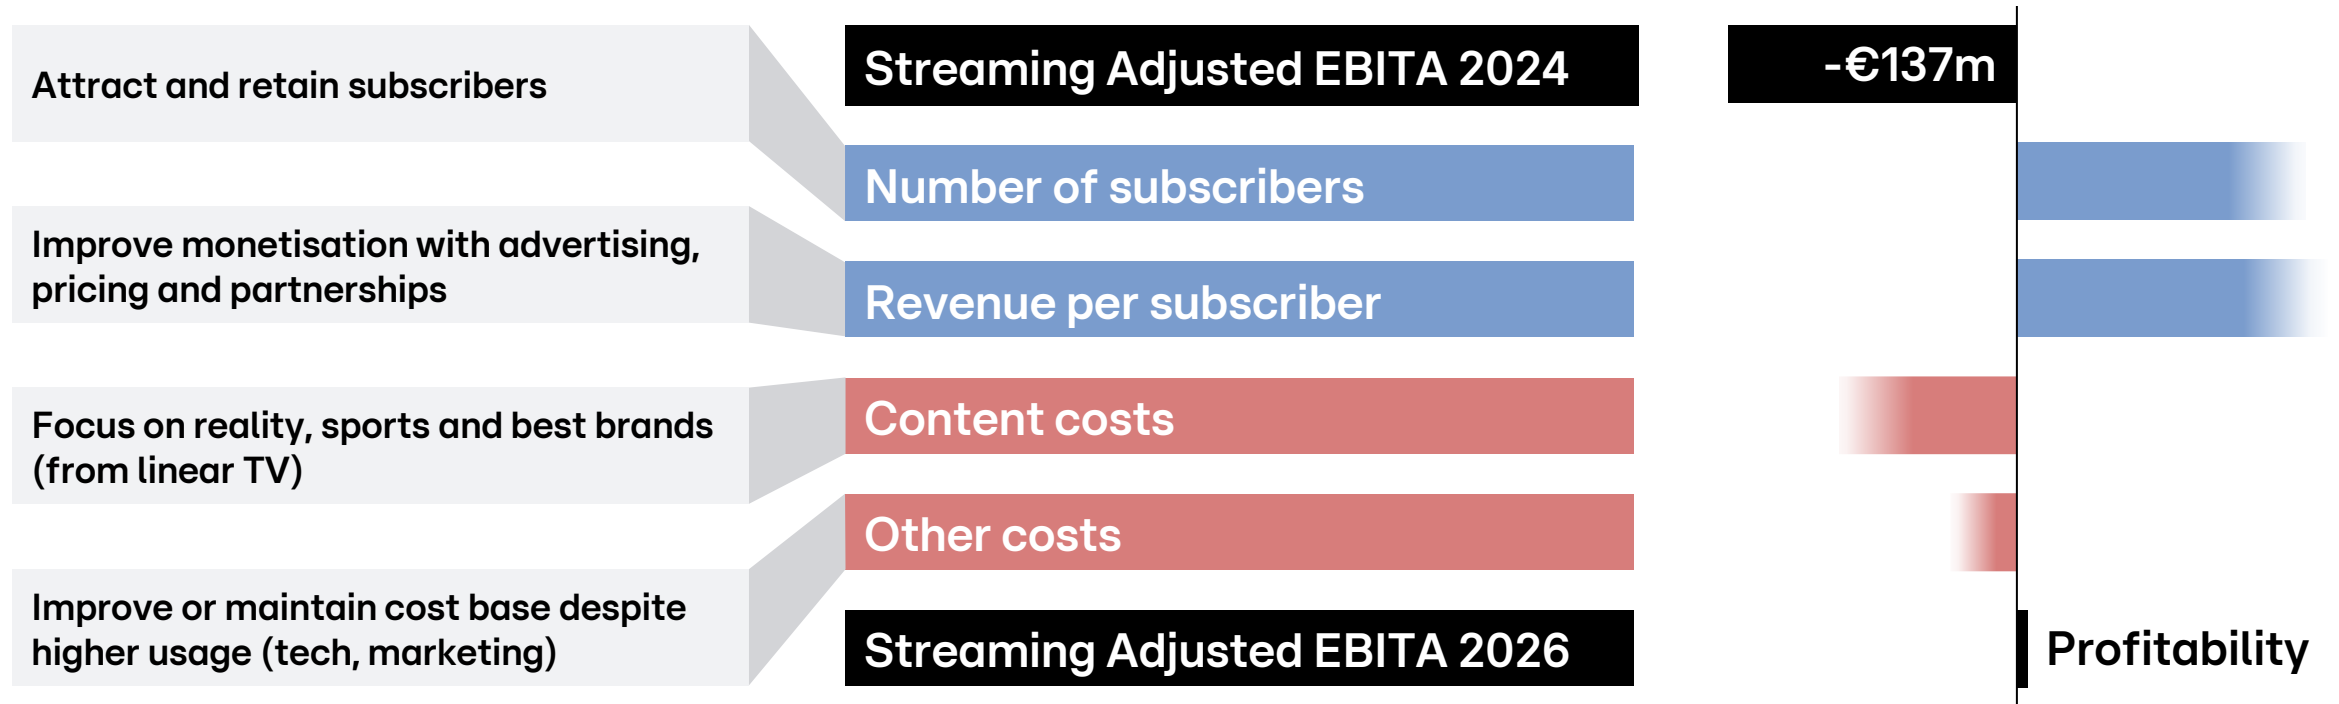 Attract and retain subscribers
Improve monetisation with advertising,
pricing and partnerships
Focus on reality, sports and best brands
(from linear TV)
Improve or maintain cost base despite
higher usage (tech, marketing)
Streaming Adjusted EBITA 2024
Number of subscribers
Revenue per subscriber
Content costs
Other costs
Streaming Adjusted EBITA 2026
-€137m
Profitability